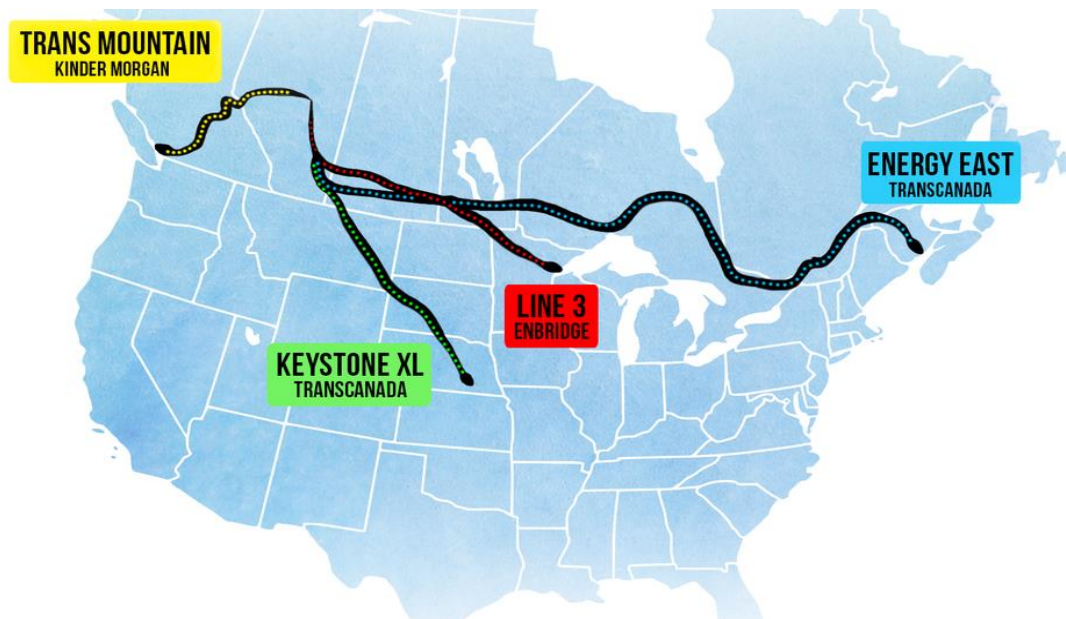 TRANS MOUNTAIN
KINDER MORGAN
ENERGY EAST
TRANSCANADA
LINE 3
ENBRIDGE
KEYSTONE XL
TRANSCANADA